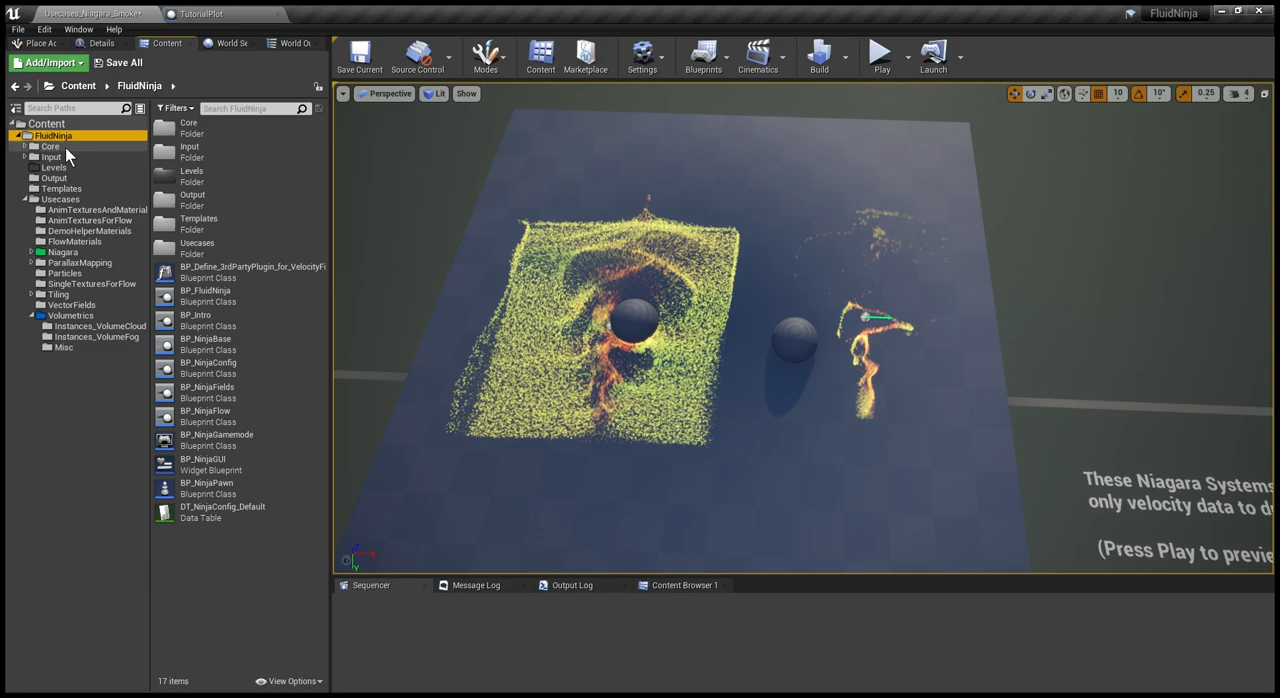 Usecases_Niagara_Smoke*
TutorialPlot
FluidNinja
File Edit Window Help
Place Ac
Details
Content
World Se
World Ou
Add/Import
Save All
Save Current
Source Control
Modes
Content
Marketplace
Settings
Blueprints
Cinematics
Build
Play
Launch
Content
FluidNinja
Perspective
Lit
Show
10
10°
0.25
4
Search Paths
Content
FluidNinja
Core
Input
Levels
Output
Templates
Usecases
AnimTexturesAndMaterial
AnimTexturesForFlow
DemoHelperMaterials
FlowMaterials
Niagara
ParallaxMapping
Particles
SingleTexturesForFlow
Tiling
VectorFields
Volumetrics
Instances_VolumeCloud
Instances_VolumeFog
Misc
Filters
Search FluidNinja
Core
Folder
Input
Folder
Levels
Folder
Output
Folder
Templates
Folder
Usecases
Folder
BP_Define_3rdPartyPlugin_for_VelocityFi
Blueprint Class
BP_FluidNinja
Blueprint Class
BP_Intro
Blueprint Class
BP_NinjaBase
Blueprint Class
BP_NinjaConfig
Blueprint Class
BP_NinjaFields
Blueprint Class
BP_NinjaFlow
Blueprint Class
BP_NinjaGamemode
Blueprint Class
BP_NinjaGUI
Widget Blueprint
BP_NinjaPawn
Blueprint Class
DT_NinjaConfig_Default
Data Table
17 items
View Options
These Niagara Systems
only velocity data to d
(Press Play to previe
Z
X
Y
Sequencer
Message Log
Output Log
Content Browser 1